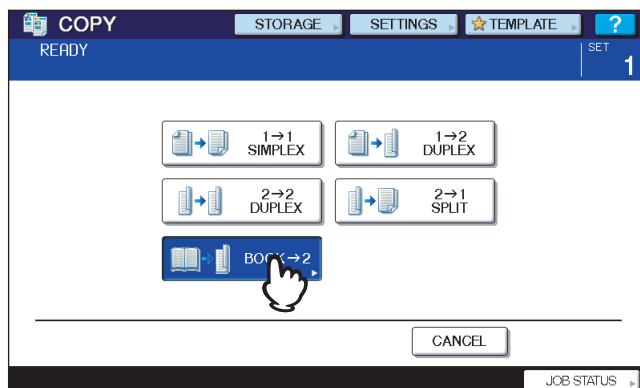 COPY
STORAGE
SETTINGS
TEMPLATE
?
READY
SET
1
1→1
SIMPLEX
1→2
DUPLEX
2→2
DUPLEX
2→1
SPLIT
BOOK→2
CANCEL
JOB STATUS